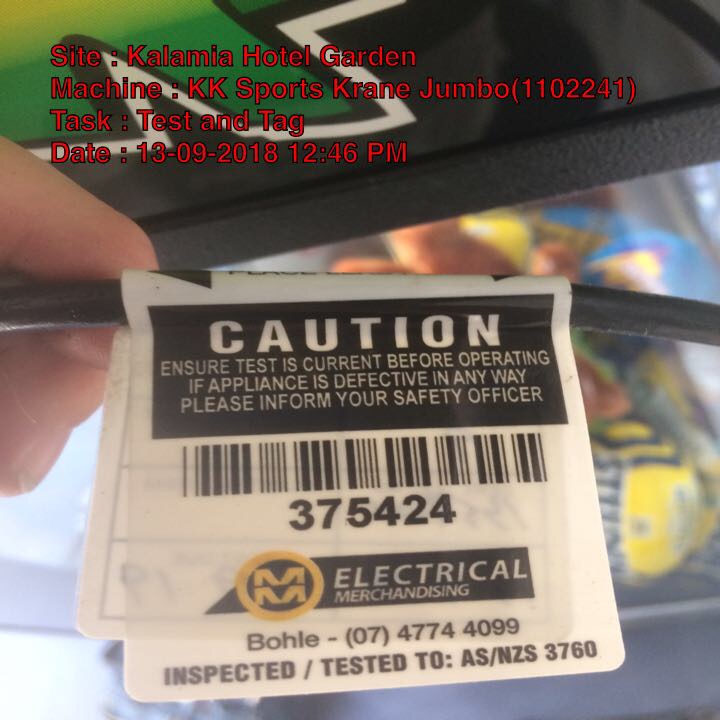 Site : Kalamia Hotel Garden
Machine : KK Sports Krane Jumbo(1102241)
Task : Test and Tag
Date : 13-09-2018 12:46 PM
CAUTION
ENSURE TEST IS CURRENT BEFORE OPERATING
IF APPLIANCE IS DEFECTIVE IN ANY WAY
PLEASE INFORM YOUR SAFETY OFFICER
375424
MM ELECTRICAL
MERCHANDISING
Bohle - (07) 4774 4099
INSPECTED / TESTED TO: AS/NZS 3760